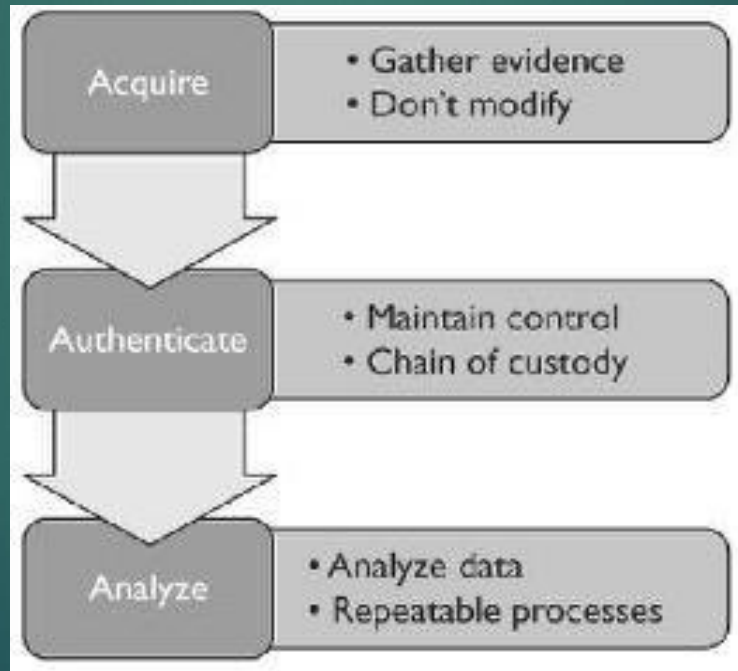 Acquire
• Gather evidence
• Don't modify
Authenticate
• Maintain control
• Chain of custody
Analyze
• Analyze data
• Repeatable processes